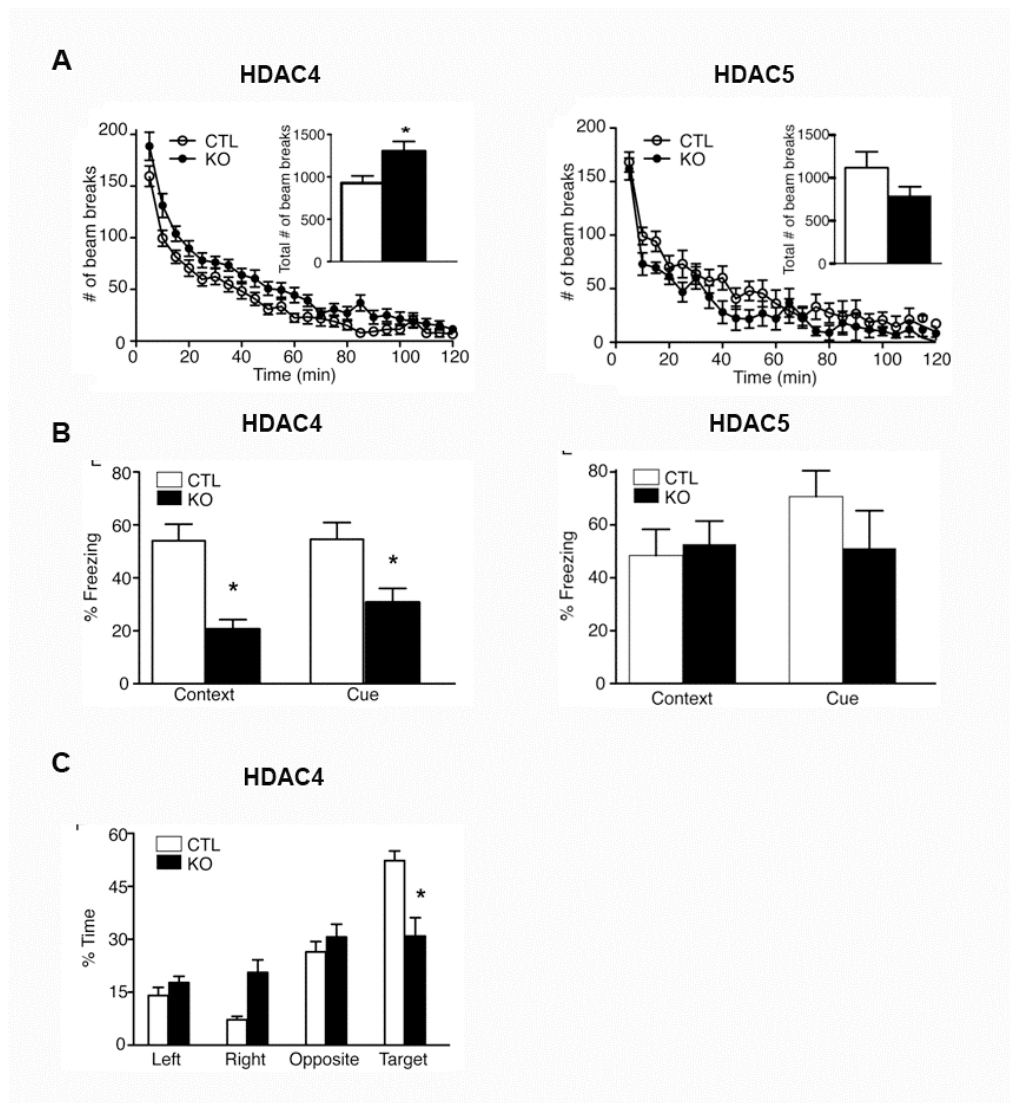 A
HDAC4
HDAC5
CTL
KO
# of beam breaks
200
150
100
50
0
0 20 40 60 80 100 120
Time (min)
Total # of beam breaks
1500
1000
500
0
*
CTL
KO
# of beam breaks
200
150
100
50
0
0 20 40 60 80 100 120
Time (min)
Total # of beam breaks
1500
1000
500
0
B
HDAC4
HDAC5
CTL
KO
% Freezing
80
60
40
20
0
*
*
Context Cue
CTL
KO
% Freezing
80
60
40
20
0
Context Cue
C
HDAC4
CTL
KO
% Time
60
45
30
15
0
*
Left Right Opposite Target